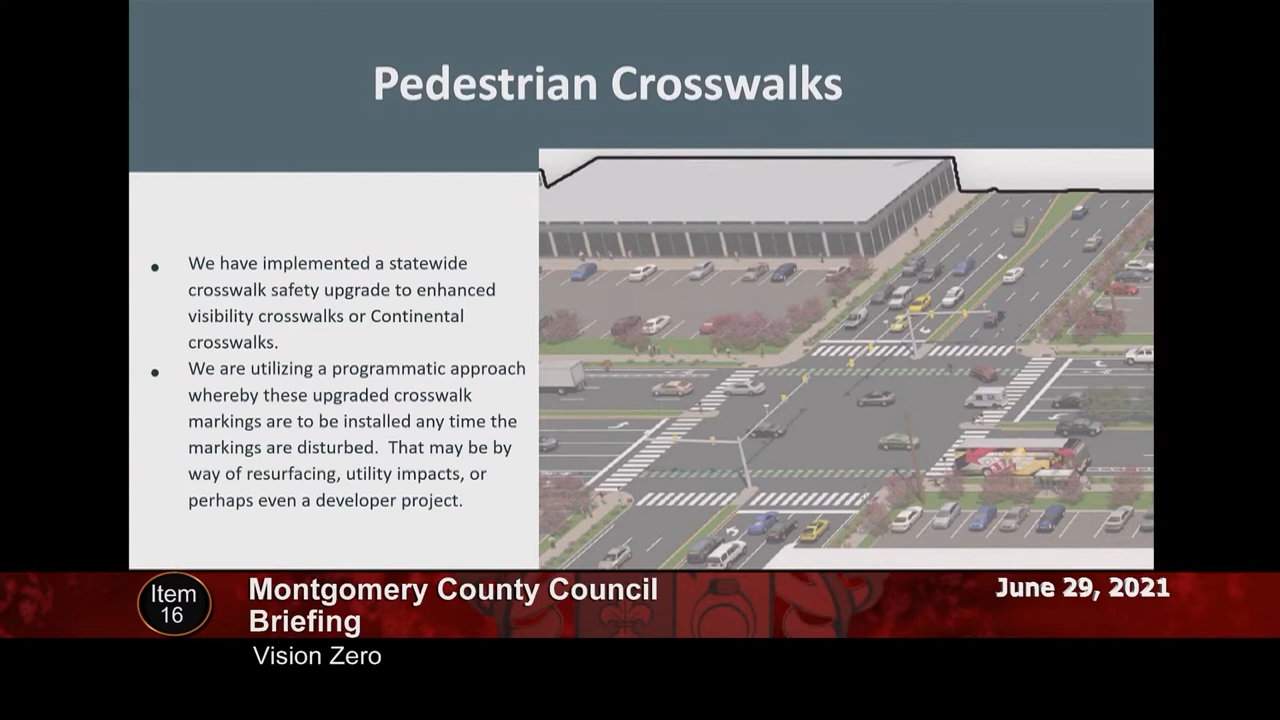 Pedestrian Crosswalks
• We have implemented a statewide
crosswalk safety upgrade to enhanced
visibility crosswalks or Continental
crosswalks.
• We are utilizing a programmatic approach
whereby these upgraded crosswalk
markings are to be installed any time the
markings are disturbed.  That may be by
way of resurfacing, utility impacts, or
perhaps even a developer project.
Item
16
Montgomery County Council
Briefing
June 29, 2021
Vision Zero